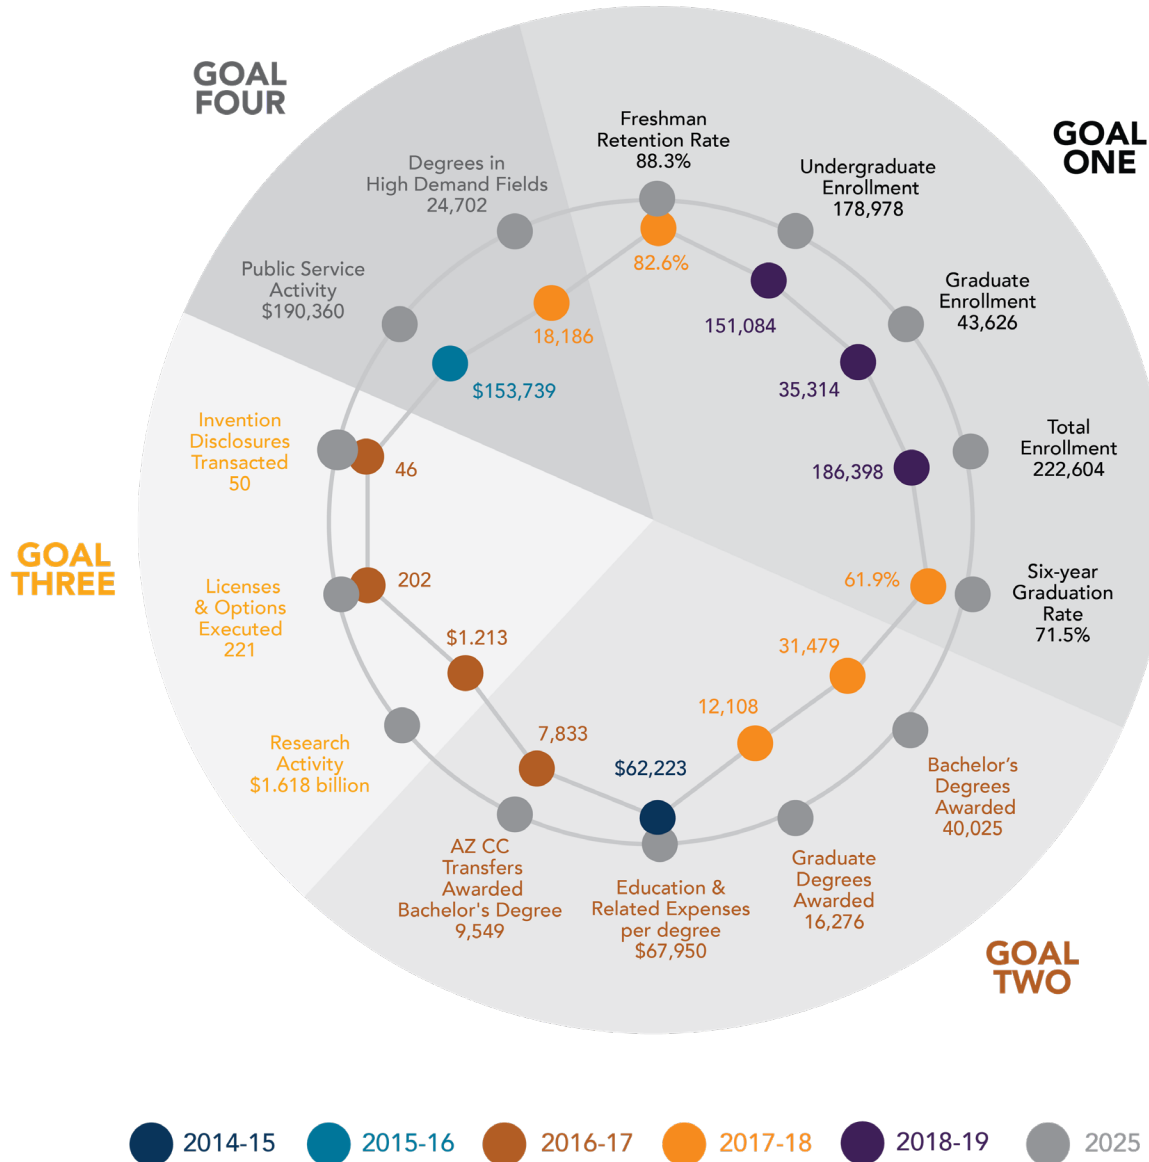 GOAL
FOUR
Degrees in
High Demand Fields
24,702
Public Service
Activity
$190,360
18,186
$153,739
GOAL
ONE
Freshman
Retention Rate
88.3%
82.6%
Undergraduate
Enrollment
178,978
151,084
Graduate
Enrollment
43,626
35,314
Total
Enrollment
222,604
186,398
Six-year
Graduation
Rate
71.5%
61.9%
GOAL
THREE
Invention
Disclosures
Transacted
50
46
Licenses
& Options
Executed
221
202
Research
Activity
$1.618 billion
$1.213
GOAL
TWO
Bachelor’s
Degrees
Awarded
40,025
31,479
Graduate
Degrees
Awarded
16,276
12,108
Education &
Related Expenses
per degree
$67,950
$62,223
AZ CC
Transfers
Awarded
Bachelor's Degree
9,549
7,833
2014-15
2015-16
2016-17
2017-18
2018-19
2025